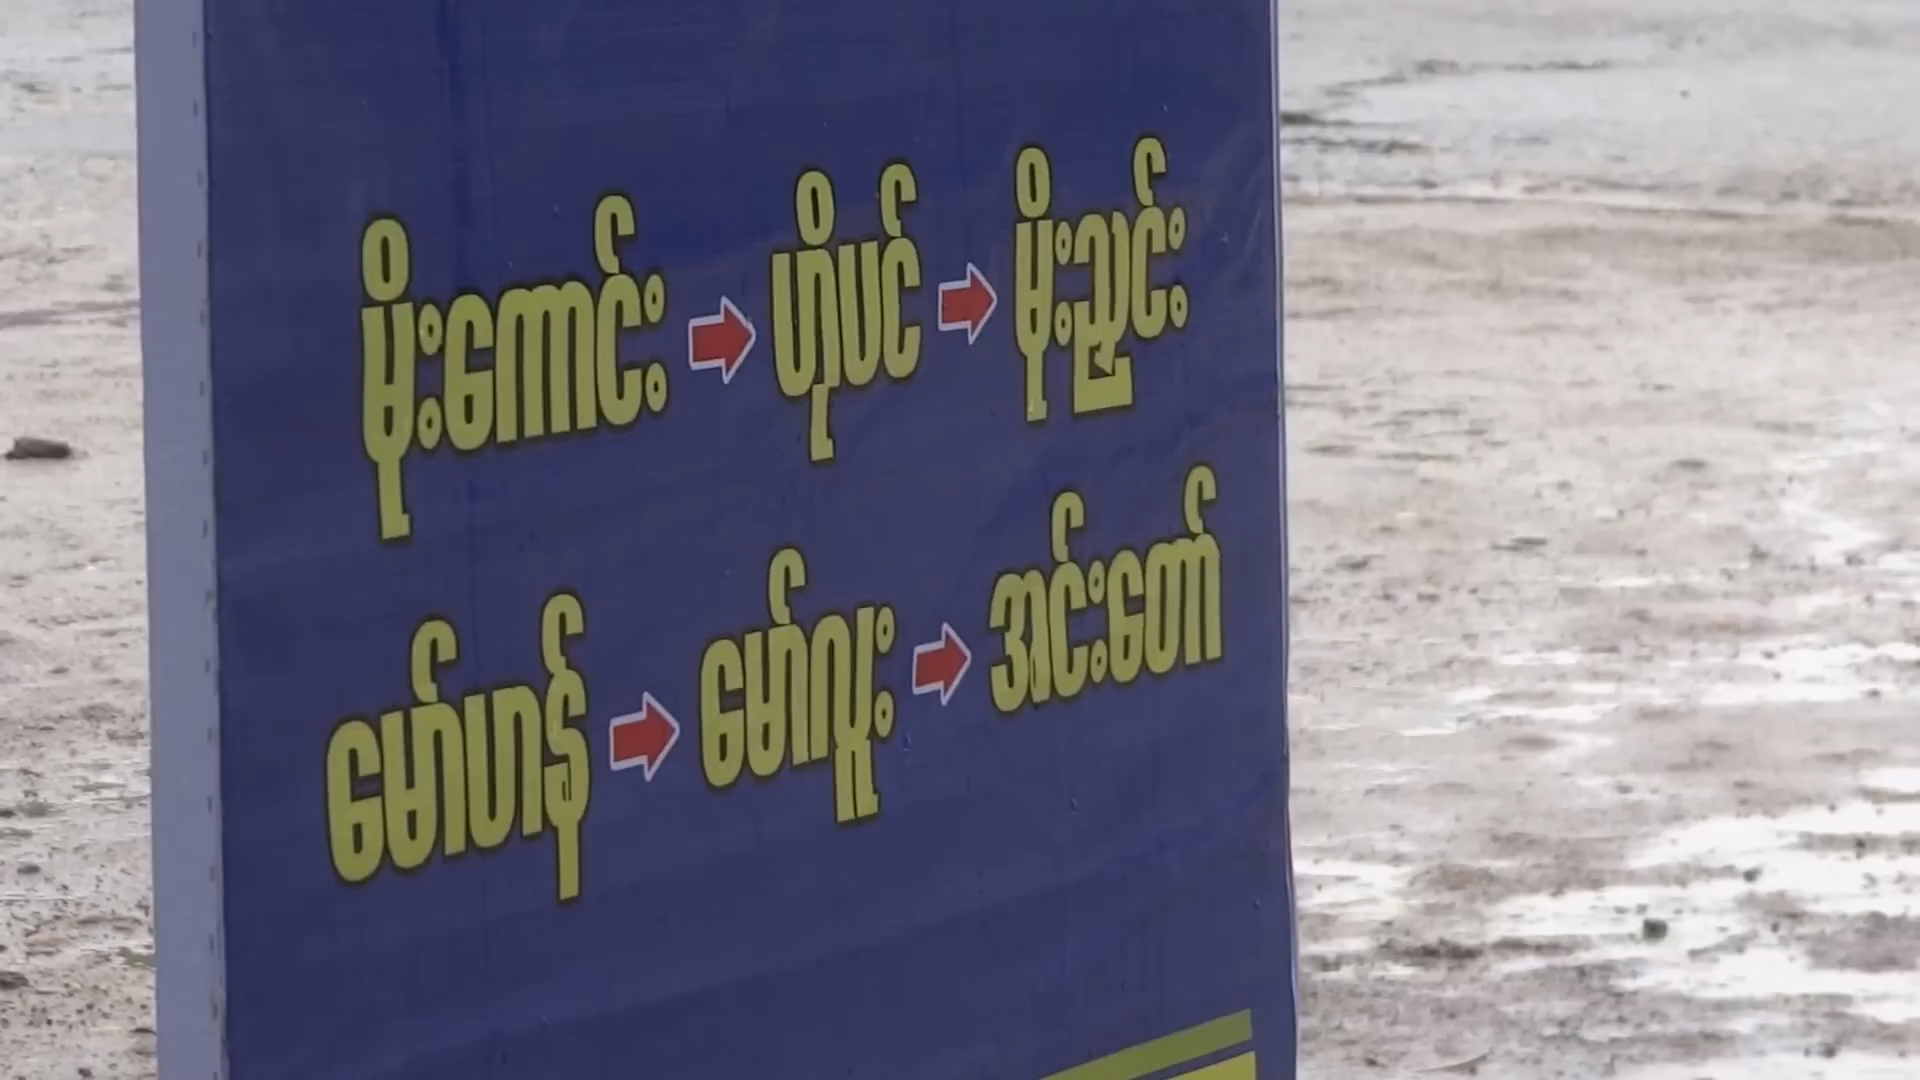 မိုးကောင်း ➡ ဟိုပင် ➡ မိုးညှင်း
မော်ဟန် ➡ မော်လူး ➡ အင်းတော်